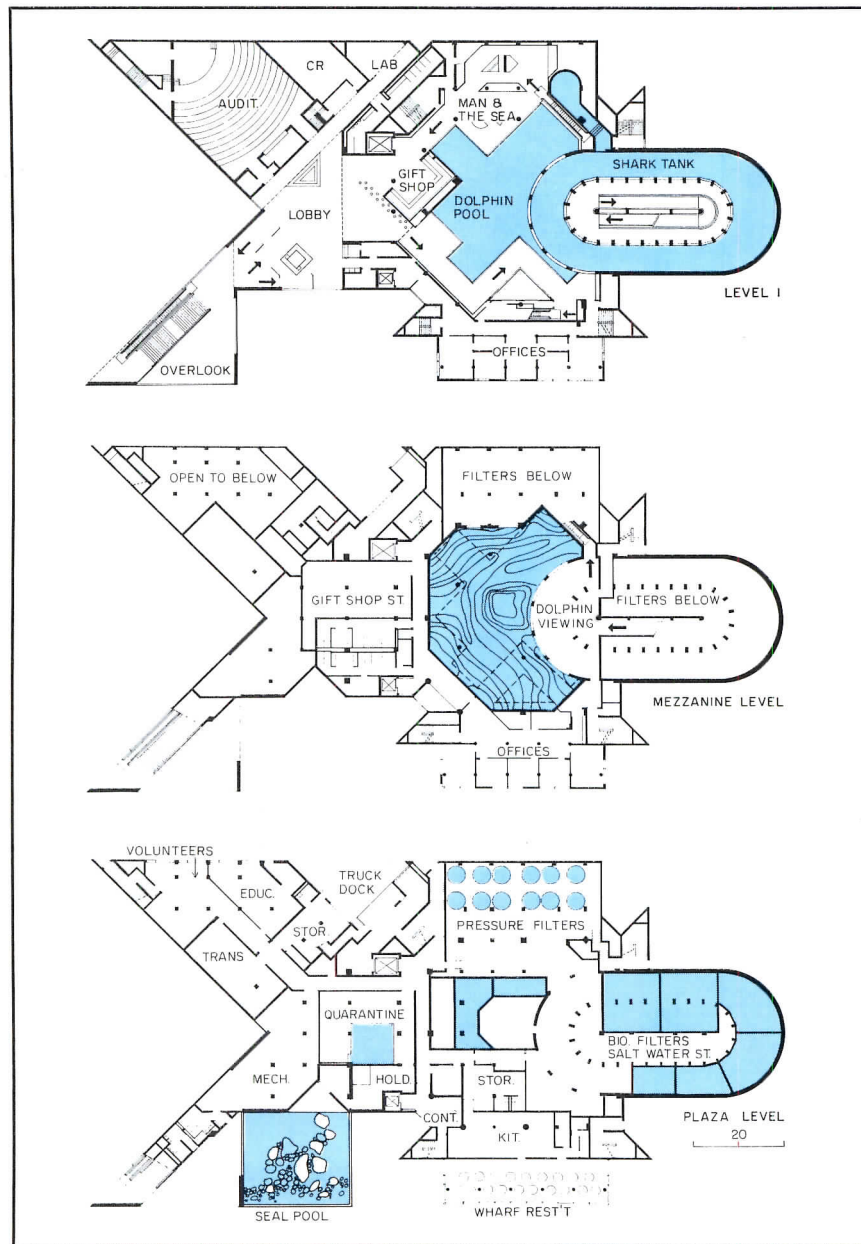 CR
LAB
AUDIT.
MAN &
THE SEA
SHARK TANK
GIFT
SHOP
DOLPHIN
POOL
LOBBY
LEVEL I
OFFICES
OVERLOOK
OPEN TO BELOW
FILTERS BELOW
GIFT SHOP ST.
DOLPHIN
VIEWING
FILTERS BELOW
MEZZANINE LEVEL
OFFICES
VOLUNTEERS
EDUC.
TRUCK
DOCK
STOR.
PRESSURE FILTERS
TRANS
QUARANTINE
BIO. FILTERS
SALT WATER ST.
MECH.
HOLD.
STOR.
CONT.
KIT.
PLAZA LEVEL
20
SEAL POOL
WHARF REST'T